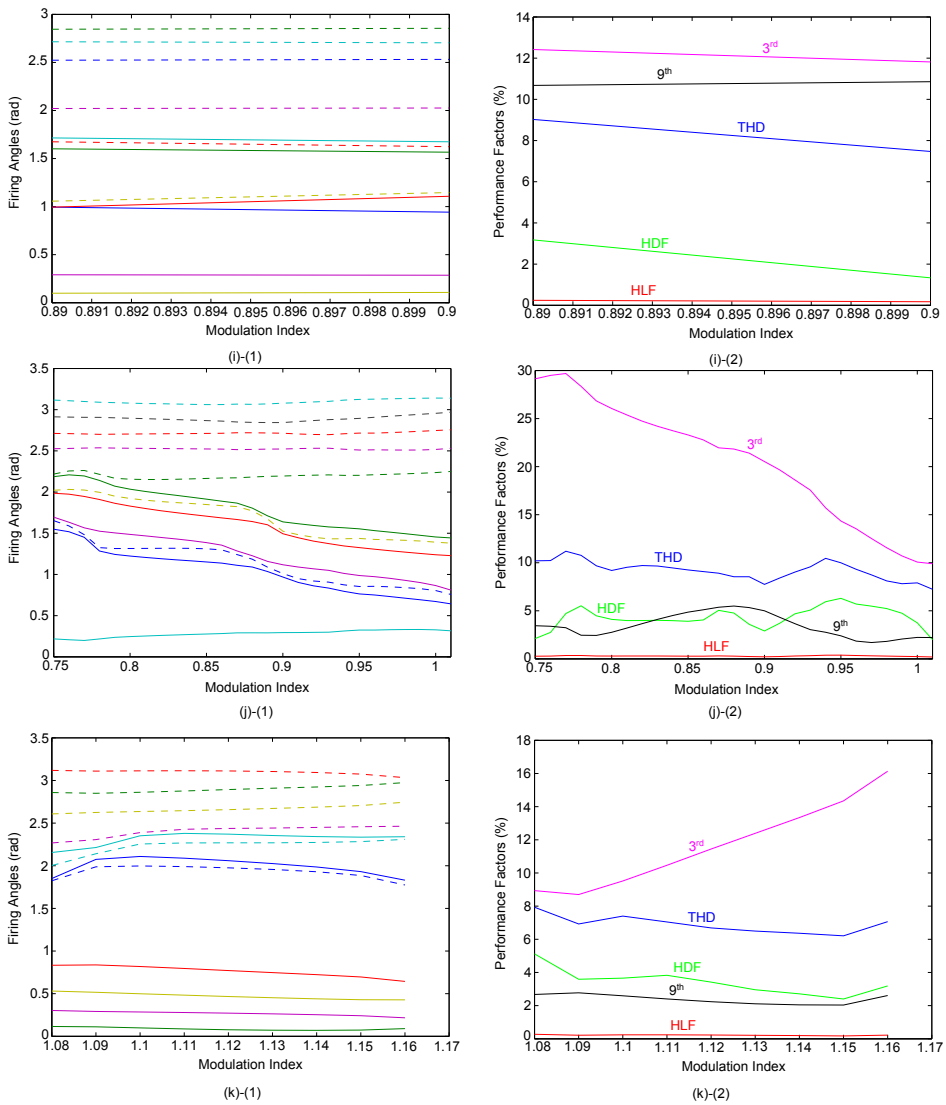 3
2.5
2
1.5
1
0.5
0
Firing Angles (rad)
0.89 0.891 0.892 0.893 0.894 0.895 0.896 0.897 0.898 0.899 0.9
Modulation Index
(i)-(1)
14
12
10
8
6
4
2
0
Performance Factors (%)
3rd
9th
THD
HDF
HLF
0.89 0.891 0.892 0.893 0.894 0.895 0.896 0.897 0.898 0.899 0.9
Modulation Index
(i)-(2)
3.5
3
2.5
2
1.5
1
0.5
0
Firing Angles (rad)
0.75 0.8 0.85 0.9 0.95 1
Modulation Index
(j)-(1)
30
25
20
15
10
5
0
Performance Factors (%)
3rd
THD
HDF
9th
HLF
0.75 0.8 0.85 0.9 0.95 1
Modulation Index
(j)-(2)
3.5
3
2.5
2
1.5
1
0.5
0
Firing Angles (rad)
1.08 1.09 1.1 1.11 1.12 1.13 1.14 1.15 1.16 1.17
Modulation Index
(k)-(1)
18
16
14
12
10
8
6
4
2
0
Performance Factors (%)
3rd
THD
HDF
9th
HLF
1.08 1.09 1.1 1.11 1.12 1.13 1.14 1.15 1.16 1.17
Modulation Index
(k)-(2)